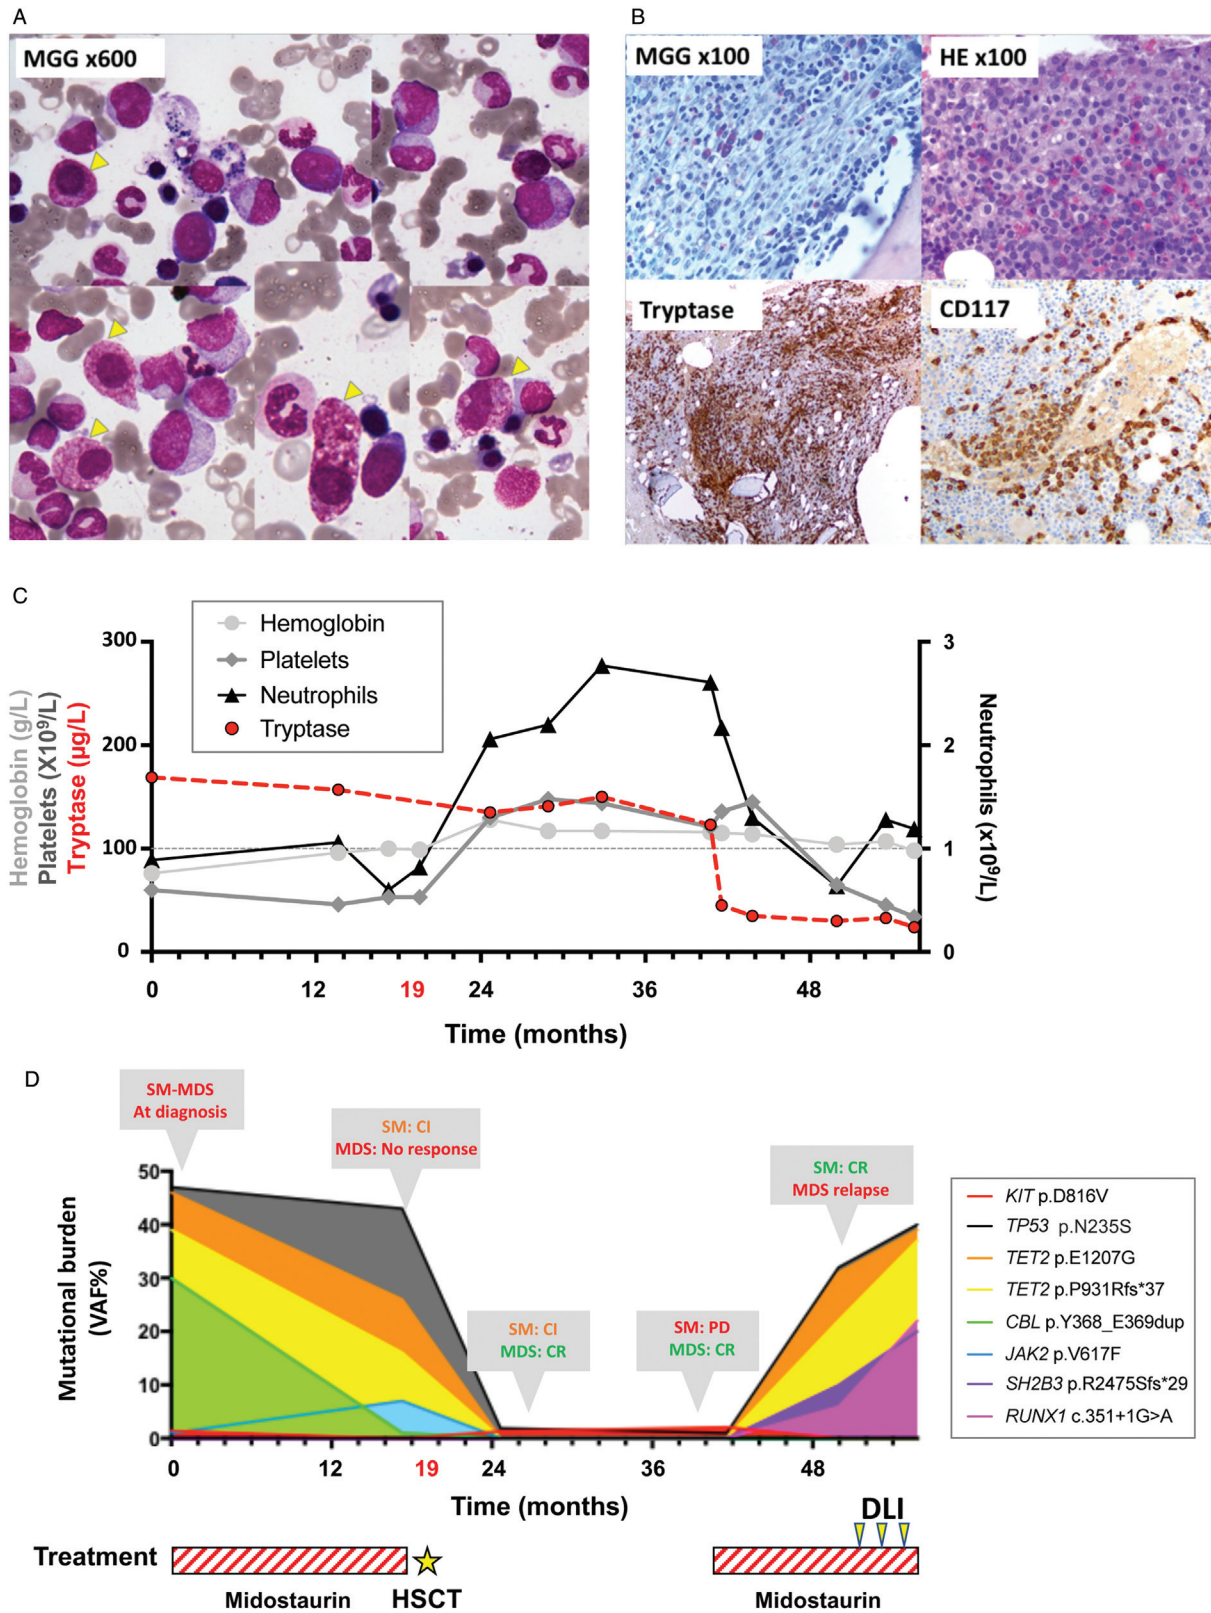 A
B
MGG x600
MGG x100
HE x100
Tryptase
CD117
C
Hemoglobin
Platelets
Neutrophils
Tryptase
300
200
100
0
Hemoglobin (g/L)
Platelets (X10⁹/L)
Tryptase (µg/L)
3
2
1
0
Neutrophils (x10⁹/L)
0 12 19 24 36 48
Time (months)
D
SM-MDS
At diagnosis
SM: CI
MDS: No response
SM: CI
MDS: CR
SM: PD
MDS: CR
SM: CR
MDS relapse
50
40
30
20
10
0
Mutational burden
(VAF%)
KIT p.D816V
TP53 p.N235S
TET2 p.E1207G
TET2 p.P931Rfs*37
CBL p.Y368_E369dup
JAK2 p.V617F
SH2B3 p.R2475Sfs*29
RUNX1 c.351+1G>A
0 12 19 24 36 48
Time (months)
DLI
Treatment
Midostaurin
HSCT
Midostaurin